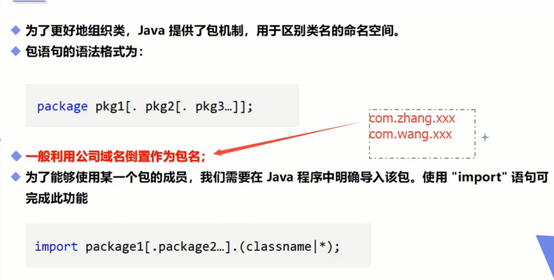 为了更好地组织类，Java 提供了包机制，用于区别类名的命名空间。
包语句的语法格式为：
package pkg1[. pkg2[. pkg3…]];
com.zhang.xxx
com.wang.xxx
一般利用公司域名倒置作为包名；
为了能够使用某一个包的成员，我们需要在 Java 程序中明确导入该包。使用 "import" 语句可
完成此功能
import package1[.package2…].(classname|*);